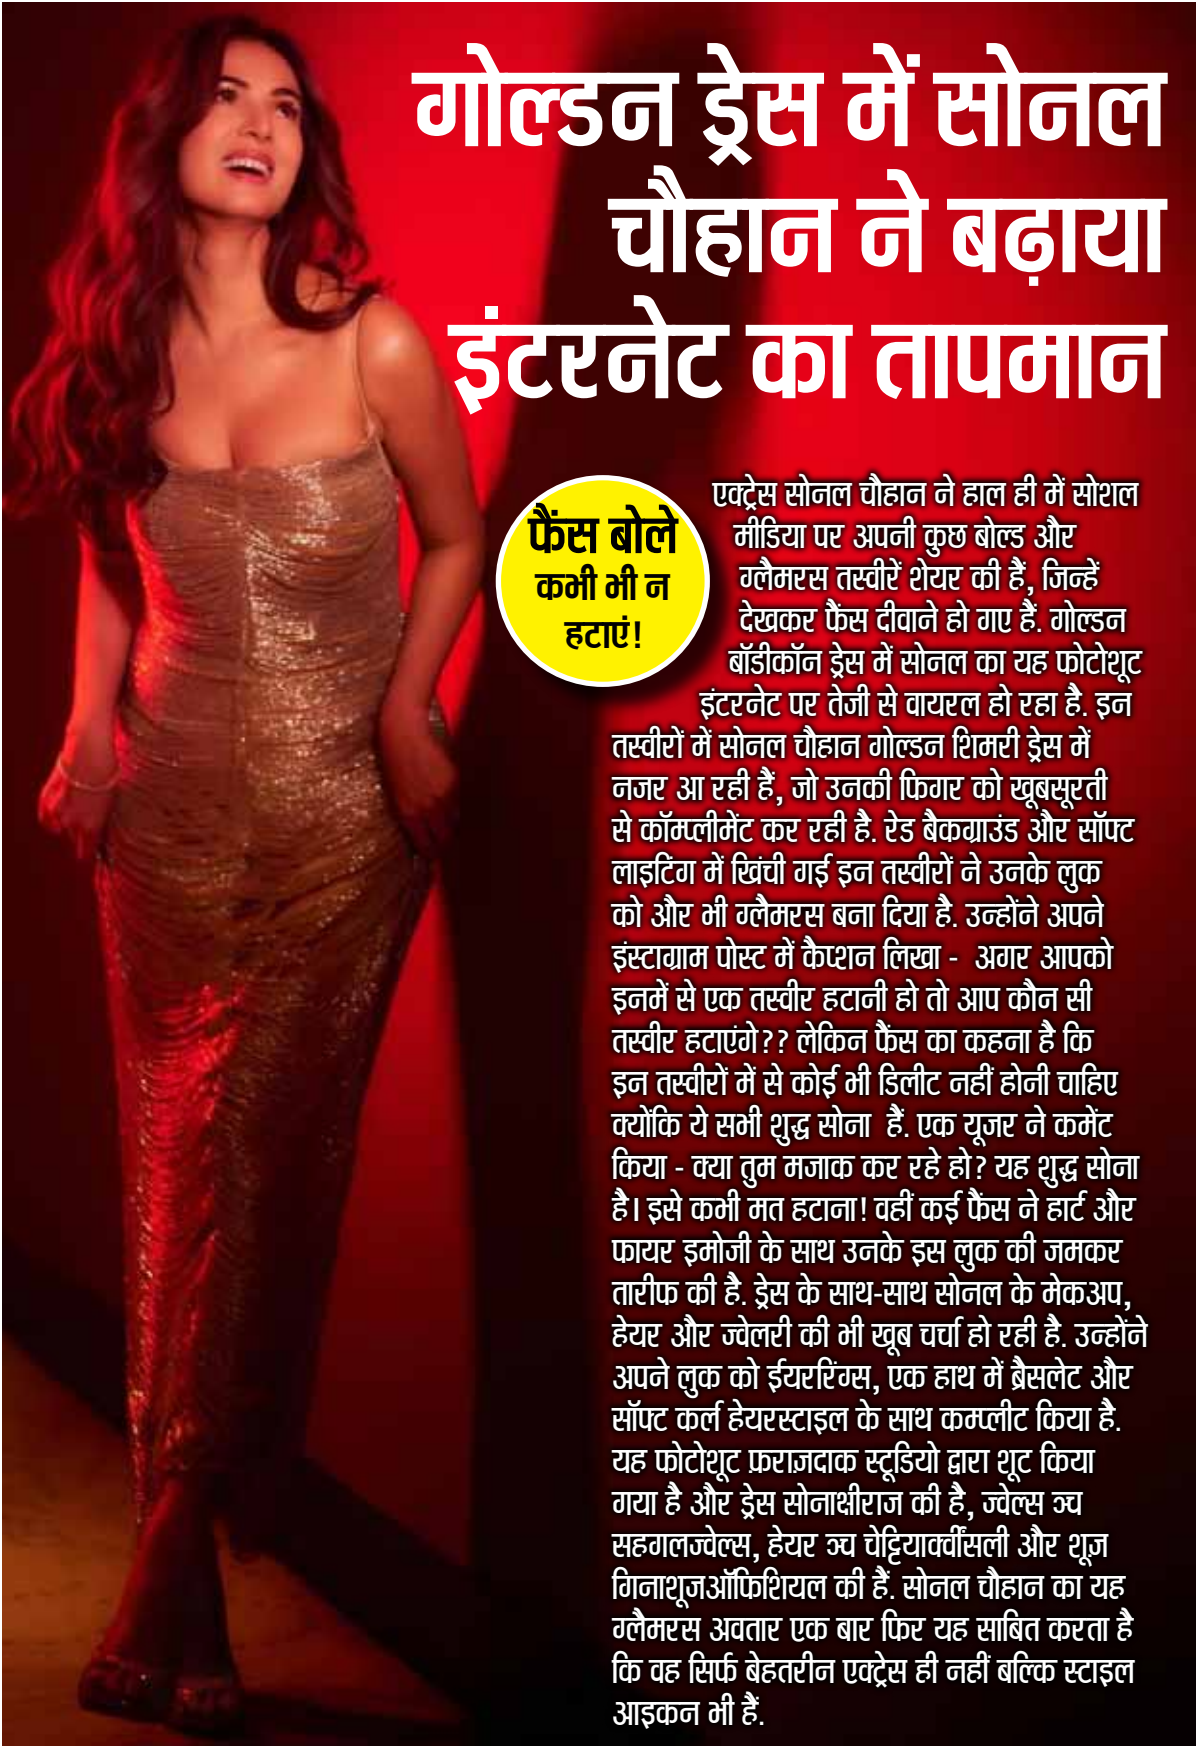 गोल्डन ड्रेस में सोनल
चौहान ने बढ़ाया
इंटरनेट का तापमान
फैंस बोले
कभी भी न
हटाएं!
एक्ट्रेस सोनल चौहान ने हाल ही में सोशल
मीडिया पर अपनी कुछ बोल्ड और
ग्लैमरस तस्वीरें शेयर की हैं, जिन्हें
देखकर फैंस दीवाने हो गए हैं. गोल्डन
बॉडीकॉन ड्रेस में सोनल का यह फोटोशूट
इंटरनेट पर तेजी से वायरल हो रहा है. इन
तस्वीरों में सोनल चौहान गोल्डन शिमरी ड्रेस में
नजर आ रही हैं, जो उनकी फिगर को खूबसूरती
से कॉम्प्लीमेंट कर रही है. रेड बैकग्राउंड और सॉफ्ट
लाइटिंग में खिंची गई इन तस्वीरों ने उनके लुक
को और भी ग्लैमरस बना दिया है. उन्होंने अपने
इंस्टाग्राम पोस्ट में कैप्शन लिखा - अगर आपको
इनमें से एक तस्वीर हटानी हो तो आप कौन सी
तस्वीर हटाएंगे?? लेकिन फैंस का कहना है कि
इन तस्वीरों में से कोई भी डिलीट नहीं होनी चाहिए
क्योंकि ये सभी शुद्ध सोना हैं. एक यूजर ने कमेंट
किया - क्या तुम मजाक कर रहे हो? यह शुद्ध सोना
है। इसे कभी मत हटाना! वहीं कई फैंस ने हार्ट और
फायर इमोजी के साथ उनके इस लुक की जमकर
तारीफ की है. ड्रेस के साथ-साथ सोनल के मेकअप,
हेयर और ज्वेलरी की भी खूब चर्चा हो रही है. उन्होंने
अपने लुक को ईयररिंग्स, एक हाथ में ब्रैसलेट और
सॉफ्ट कर्ल हेयरस्टाइल के साथ कम्प्लीट किया है.
यह फोटोशूट फ़राज़दाक स्टूडियो द्वारा शूट किया
गया है और ड्रेस सोनाक्षीराज की है, ज्वेल्स ञ्च
सहगलज्वेल्स, हेयर ञ्च चेट्टियार्क्वींसली और शूज़
गिनाशूजऑफिशियल की हैं. सोनल चौहान का यह
ग्लैमरस अवतार एक बार फिर यह साबित करता है
कि वह सिर्फ बेहतरीन एक्ट्रेस ही नहीं बल्कि स्टाइल
आइकन भी हैं.